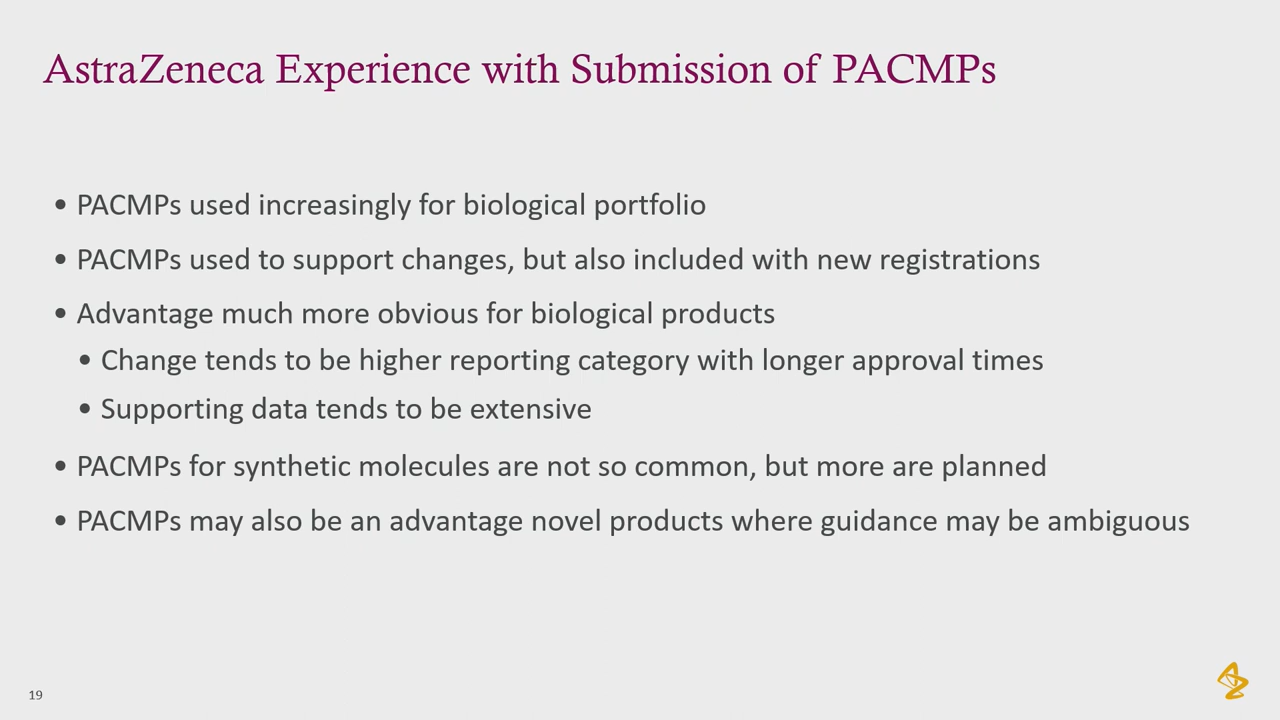 AstraZeneca Experience with Submission of PACMPs
• PACMPs used increasingly for biological portfolio
• PACMPs used to support changes, but also included with new registrations
• Advantage much more obvious for biological products
• Change tends to be higher reporting category with longer approval times
• Supporting data tends to be extensive
• PACMPs for synthetic molecules are not so common, but more are planned
• PACMPs may also be an advantage novel products where guidance may be ambiguous
19